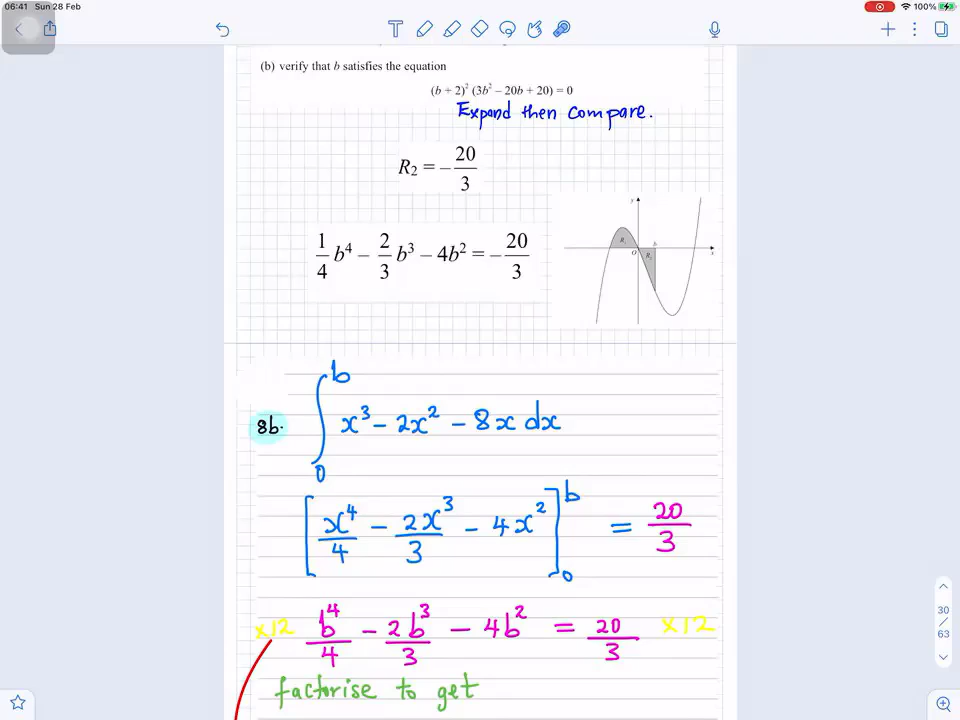 06:41 Sun 28 Feb
100%
(b) verify that b satisfies the equation
(b + 2)² (3b² – 20b + 20) = 0
Expand then compare.
R₂ = –20/3
1/4 b⁴ – 2/3 b³ – 4b² = –20/3
y
R₁
b
O
R₂
x
8b. ∫₀ᵇ x³ – 2x² – 8x dx
[x⁴/4 – 2x³/3 – 4x²]₀ᵇ = 20/3
×12 b⁴/4 – 2b³/3 – 4b² = 20/3 ×12
factorise to get
30
/
63